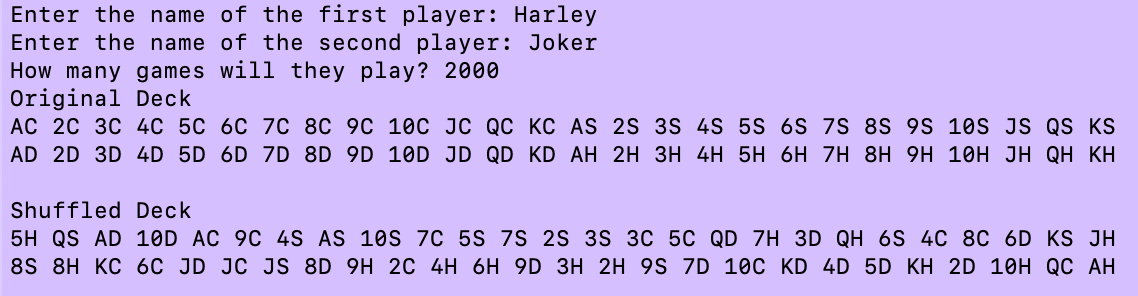 Enter the name of the first player: Harley
Enter the name of the second player: Joker
How many games will they play? 2000
Original Deck
AC 2C 3C 4C 5C 6C 7C 8C 9C 10C JC QC KC AS 2S 3S 4S 5S 6S 7S 8S 9S 10S JS QS KS
AD 2D 3D 4D 5D 6D 7D 8D 9D 10D JD QD KD AH 2H 3H 4H 5H 6H 7H 8H 9H 10H JH QH KH
Shuffled Deck
5H QS AD 10D AC 9C 4S AS 10S 7C 5S 7S 2S 3S 3C 5C QD 7H 3D QH 6S 4C 8C 6D KS JH
8S 8H KC 6C JD JC JS 8D 9H 2C 4H 6H 9D 3H 2H 9S 7D 10C KD 4D 5D KH 2D 10H QC AH